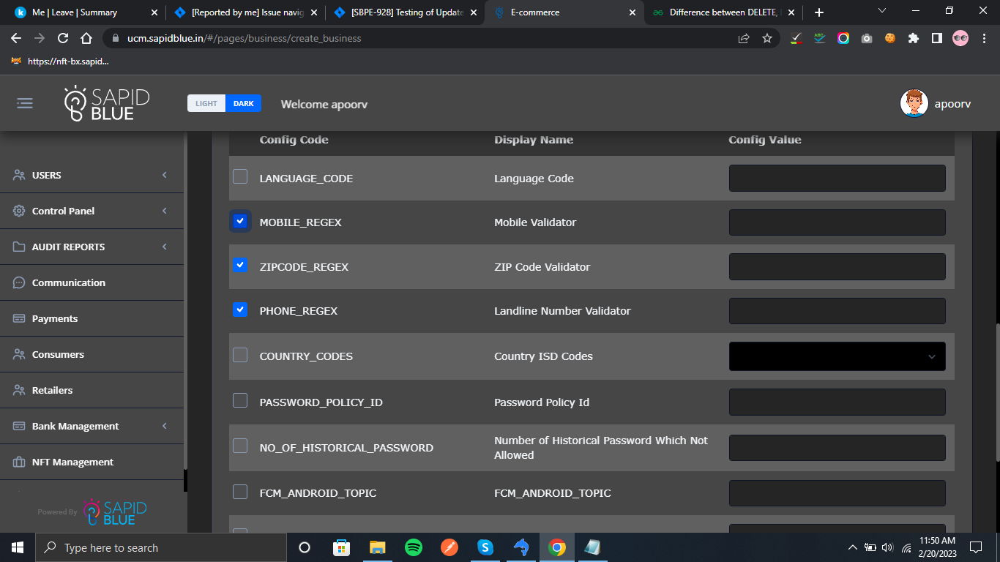 Me | Leave | Summary
[Reported by me] Issue navig
[SBPE-928] Testing of Update
E-commerce
Difference between DELETE,
ucm.sapidblue.in/#/pages/business/create_business
ABC
https://nft-bx.sapid...
SAPID
BLUE
LIGHT
DARK
Welcome apoorv
apoorv
Config Code
Display Name
Config Value
USERS
Control Panel
AUDIT REPORTS
Communication
Payments
Consumers
Retailers
Bank Management
NFT Management
Powered By
SAPID
BLUE
LANGUAGE_CODE
Language Code
MOBILE_REGEX
Mobile Validator
ZIPCODE_REGEX
ZIP Code Validator
PHONE_REGEX
Landline Number Validator
COUNTRY_CODES
Country ISD Codes
PASSWORD_POLICY_ID
Password Policy Id
NO_OF_HISTORICAL_PASSWORD
Number of Historical Password Which Not
Allowed
FCM_ANDROID_TOPIC
FCM_ANDROID_TOPIC
Type here to search
11:50 AM
2/20/2023